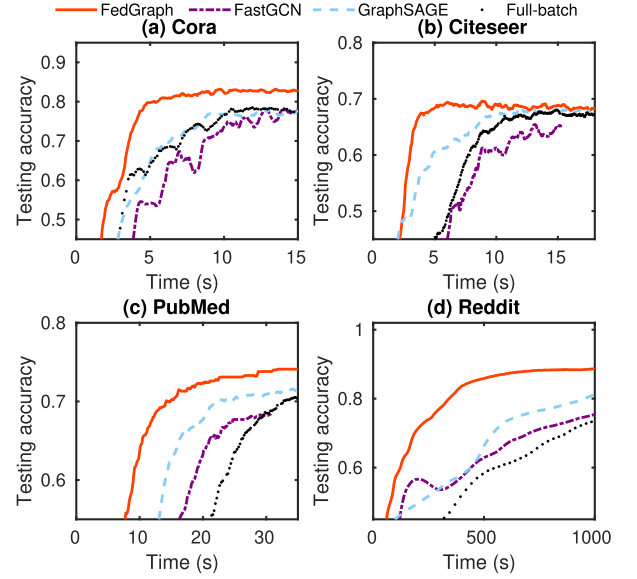 FedGraph FastGCN GraphSAGE Full-batch
(a) Cora (b) Citeseer
0.9 0.8
0.8 0.7
0.7 0.6
0.6 0.5
0.5
Testing accuracy Testing accuracy
0 5 10 15 0 5 10 15
Time (s) Time (s)
(c) PubMed (d) Reddit
0.8 1
0.7 0.8
0.6 0.6
Testing accuracy Testing accuracy
0 10 20 30 0 500 1000
Time (s) Time (s)